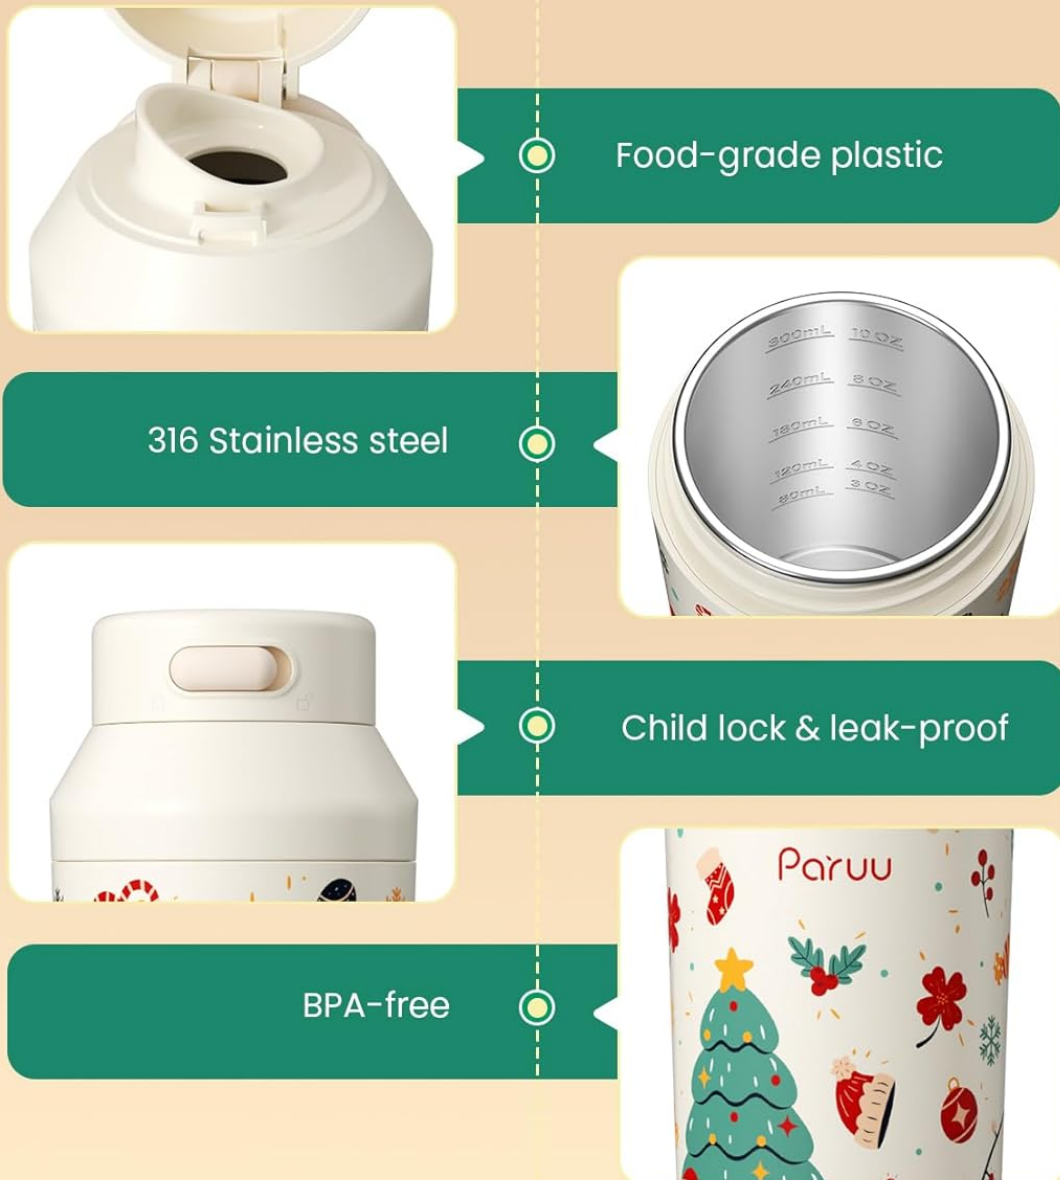 Food-grade plastic
300mL 10 OZ
240mL 8 OZ
180mL 6 OZ
120mL 4 OZ
80mL 3 OZ
316 Stainless steel
Child lock & leak-proof
Paruu
BPA-free